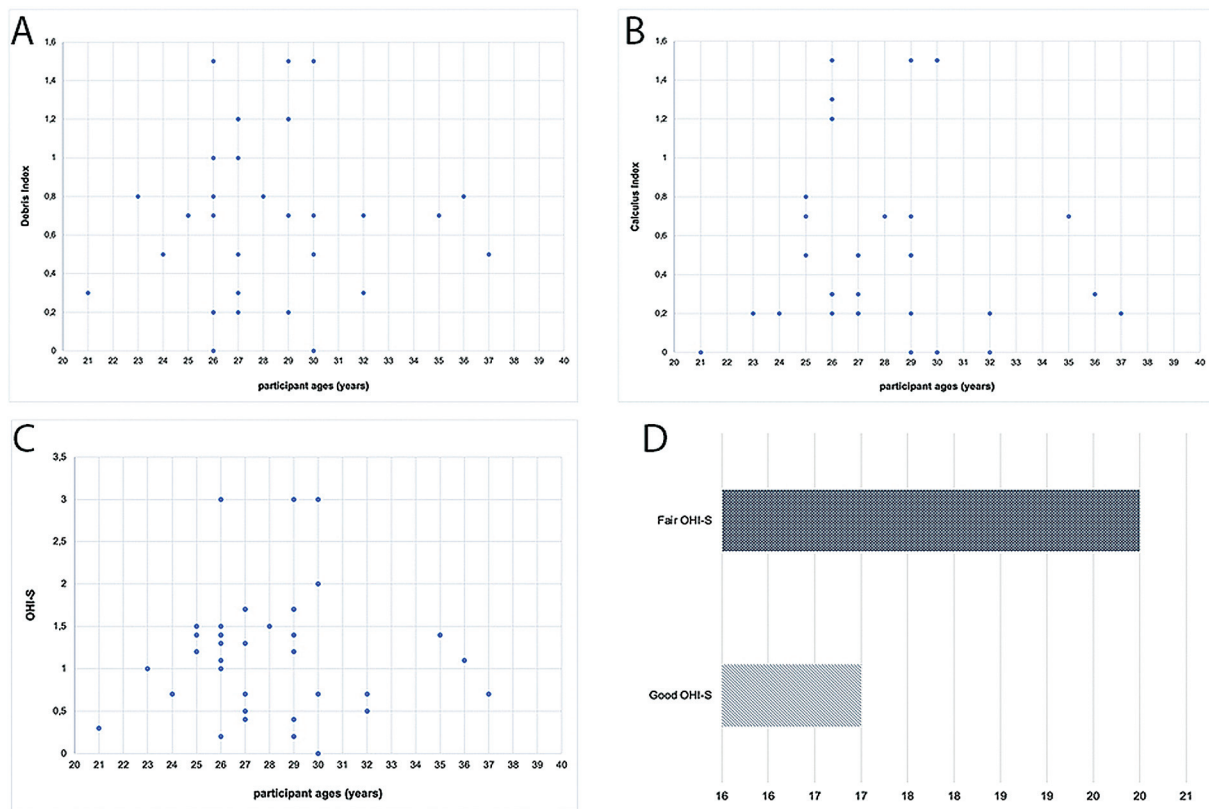 A
1,6
1,4
1,2
1
0,8
0,6
0,4
0,2
0
Debris Index
20 21 22 23 24 25 26 27 28 29 30 31 32 33 34 35 36 37 38 39 40
participant ages (years)
B
1,6
1,4
1,2
1
0,8
0,6
0,4
0,2
0
Calculus Index
20 21 22 23 24 25 26 27 28 29 30 31 32 33 34 35 36 37 38 39 40
participant ages (years)
C
3,5
3
2,5
2
1,5
1
0,5
0
OHI-S
20 21 22 23 24 25 26 27 28 29 30 31 32 33 34 35 36 37 38 39 40
participant ages (years)
D
Fair OHI-S
Good OHI-S
16 16 17 17 18 18 19 19 20 20 21